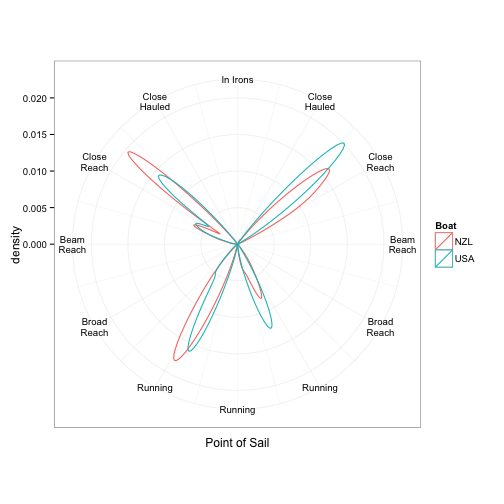 In Irons
Close
Hauled
Close
Hauled
0.020
0.015
Close
Reach
Close
Reach
0.010
0.005
0.000
Beam
Reach
Beam
Reach
density
Boat
NZL
USA
Broad
Reach
Broad
Reach
Running
Running
Running
Point of Sail